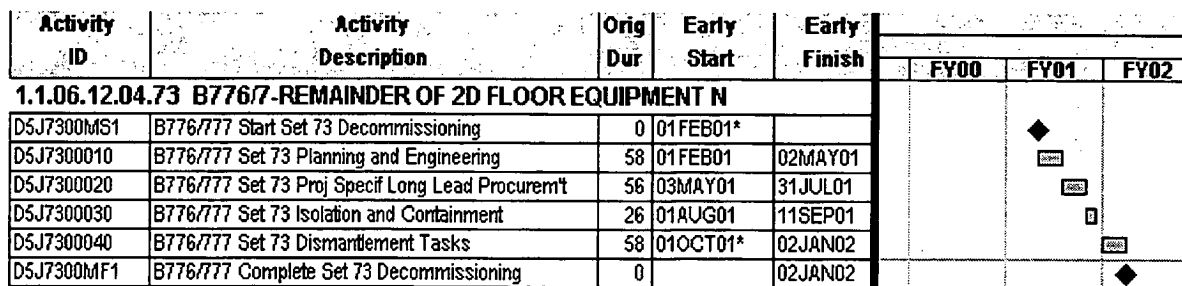 Activity ID Activity Description Orig Dur Early Start Early Finish FY00 FY01 FY02
1.1.06.12.04.73 B776/7-REMAINDER OF 2D FLOOR EQUIPMENT N
D5J7300MS1 B776/777 Start Set 73 Decommissioning 0 01FEB01*
D5J7300010 B776/777 Set 73 Planning and Engineering 58 01FEB01 02MAY01
D5J7300020 B776/777 Set 73 Proj Specif Long Lead Procurem't 56 03MAY01 31JUL01
D5J7300030 B776/777 Set 73 Isolation and Containment 26 01AUG01 11SEP01
D5J7300040 B776/777 Set 73 Dismantlement Tasks 58 01OCT01* 02JAN02
D5J7300MF1 B776/777 Complete Set 73 Decommissioning 0 02JAN02